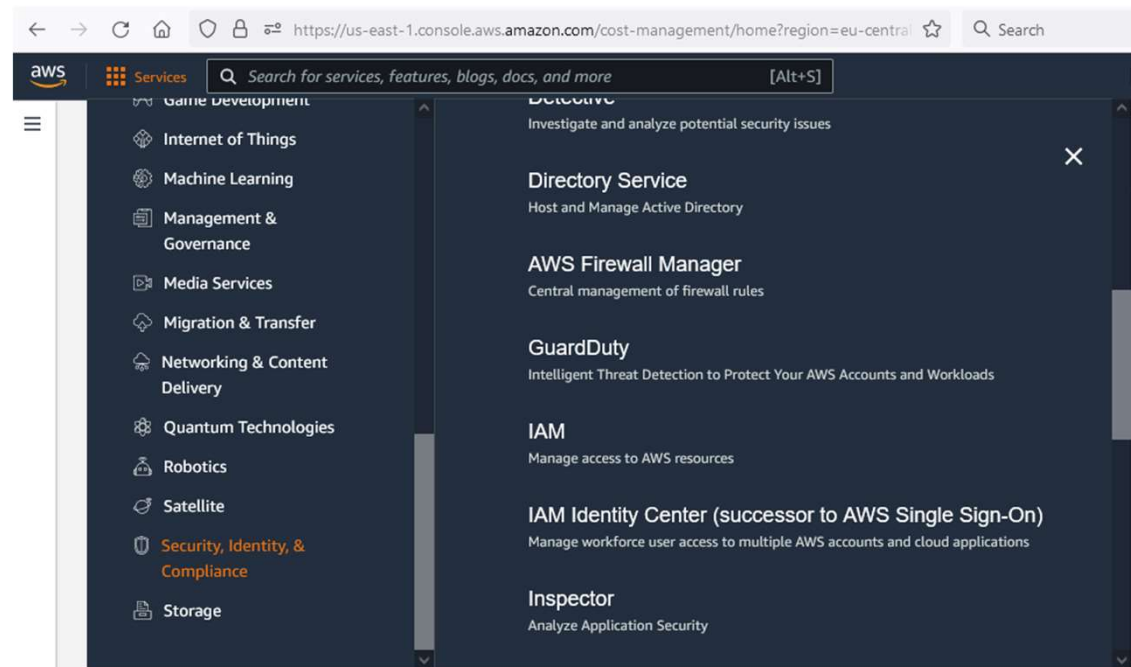 https://us-east-1.console.aws.amazon.com/cost-management/home?region=eu-central
Search
aws
Services
Search for services, features, blogs, docs, and more
[Alt+S]
Game Development
Internet of Things
Machine Learning
Management &
Governance
Media Services
Migration & Transfer
Networking & Content
Delivery
Quantum Technologies
Robotics
Satellite
Security, Identity, &
Compliance
Storage
Detective
Investigate and analyze potential security issues
Directory Service
Host and Manage Active Directory
AWS Firewall Manager
Central management of firewall rules
GuardDuty
Intelligent Threat Detection to Protect Your AWS Accounts and Workloads
IAM
Manage access to AWS resources
IAM Identity Center (successor to AWS Single Sign-On)
Manage workforce user access to multiple AWS accounts and cloud applications
Inspector
Analyze Application Security